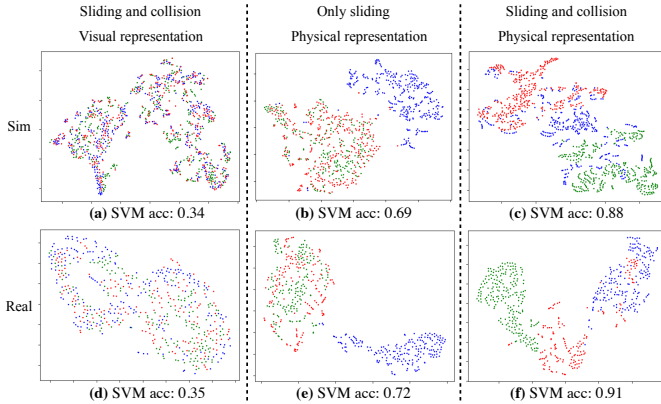 Sliding and collision
Visual representation
Only sliding
Physical representation
Sliding and collision
Physical representation
Sim
(a) SVM acc: 0.34
(b) SVM acc: 0.69
(c) SVM acc: 0.88
Real
(d) SVM acc: 0.35
(e) SVM acc: 0.72
(f) SVM acc: 0.91